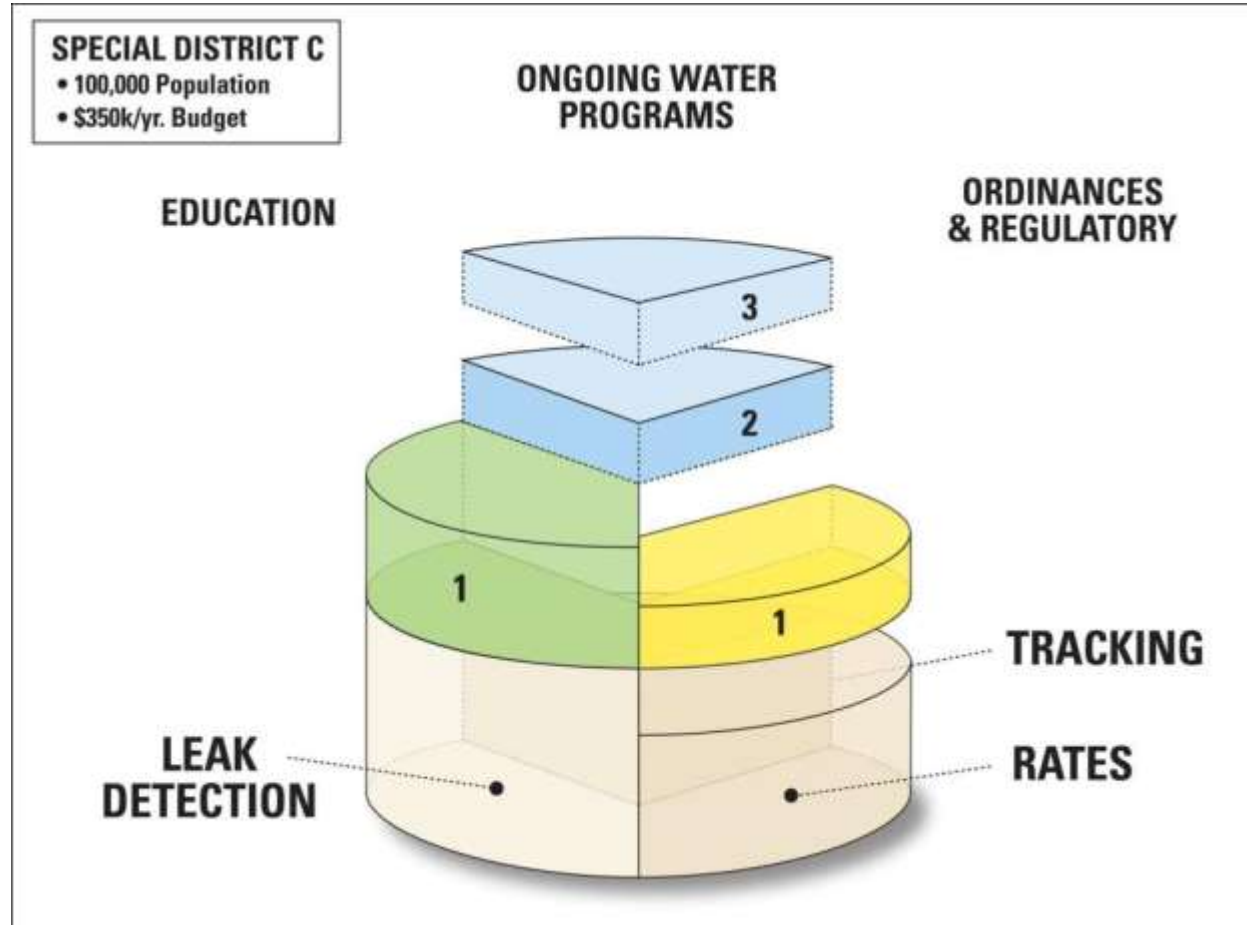 SPECIAL DISTRICT C
• 100,000 Population
• $350k/yr. Budget
ONGOING WATER
PROGRAMS
EDUCATION
ORDINANCES
& REGULATORY
3
2
1
1
TRACKING
LEAK
DETECTION
RATES